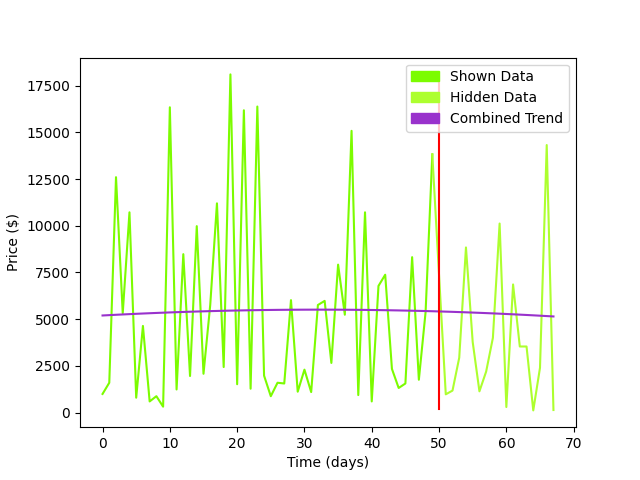 Shown Data
Hidden Data
Combined Trend
17500
15000
12500
10000
7500
5000
2500
0
Price ($)
0 10 20 30 40 50 60 70
Time (days)